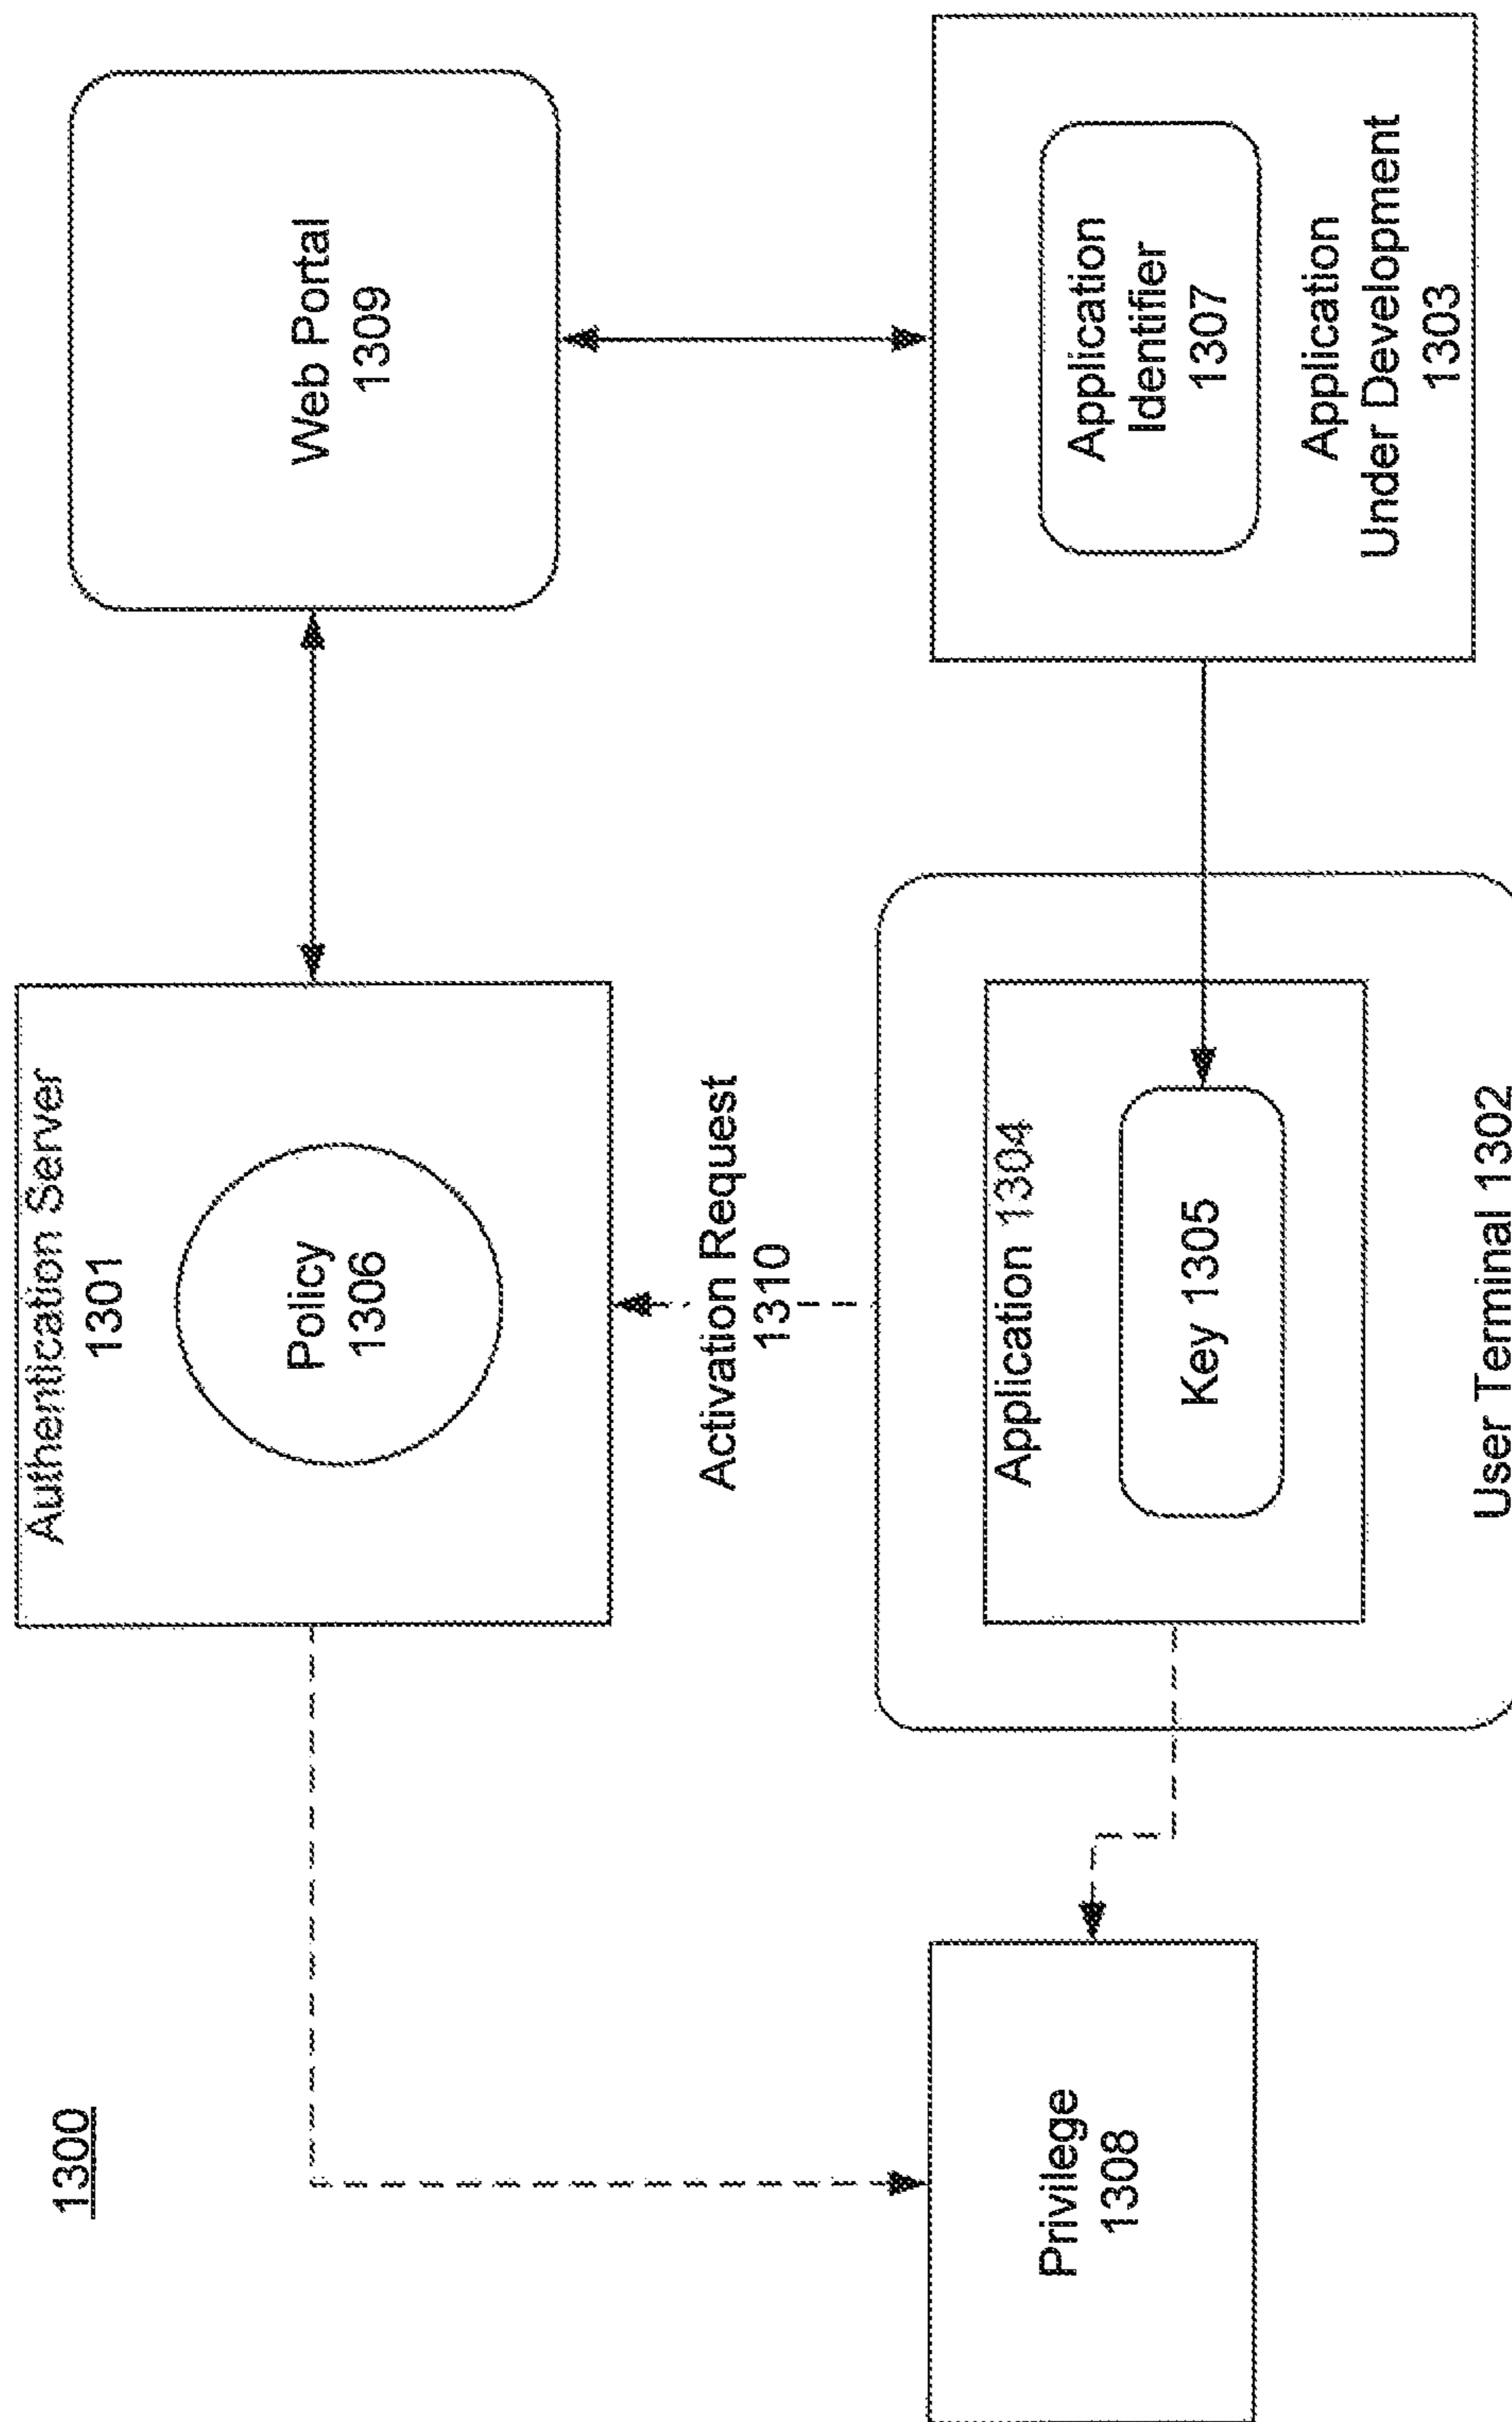 1300
Authentication Server
1301
Policy
1306
Web Portal
1309
Activation Request
1310
Privilege
1308
Application 1304
Key 1305
User Terminal 1302
Application
Identifier
1307
Application
Under Development
1303